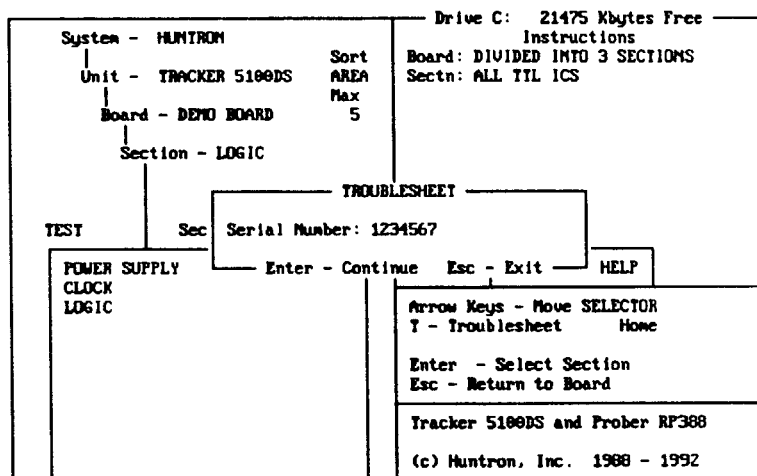 Drive C: 21475 Kbytes Free
System - HUNTRON
Instructions
Sort
Board: DIVIDED INTO 3 SECTIONS
Unit - TRACKER 5100DS
AREA
Sectn: ALL TTL ICS
Max
Board - DEMO BOARD
5
Section - LOGIC
TROUBLESHEET
TEST
Sec
Serial Number: 1234567
POWER SUPPLY
Enter - Continue Esc - Exit
HELP
CLOCK
LOGIC
Arrow Keys - Move SELECTOR
T - Troublesheet Home
Enter - Select Section
Esc - Return to Board
Tracker 5100DS and Prober RP388
(c) Huntron, Inc. 1988 - 1992